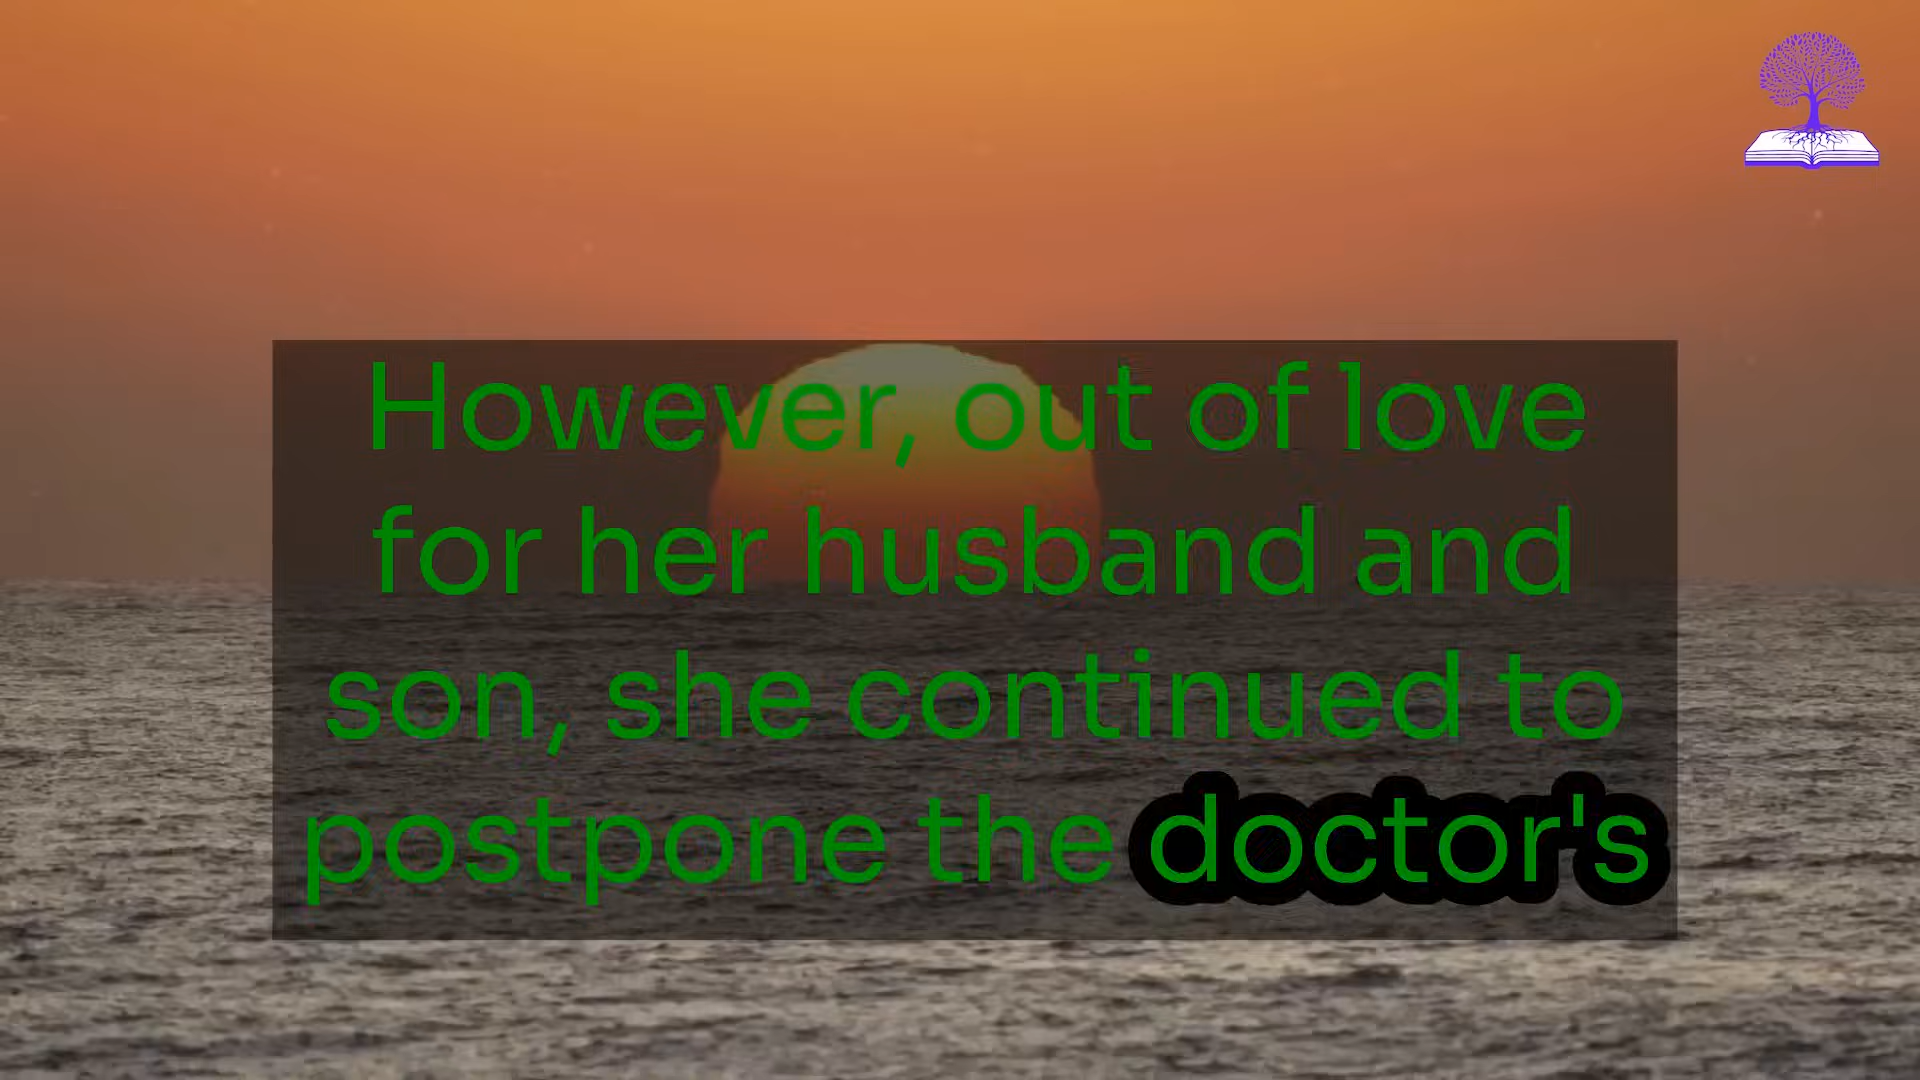 However, out of love
for her husband and
son, she continued to
postpone the doctor's